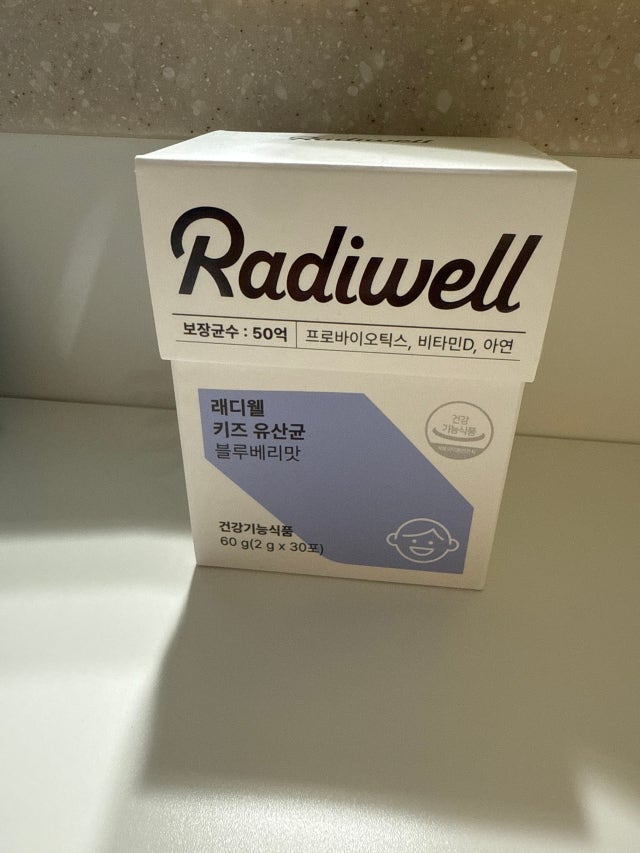 Radiwell
Radiwell
보장균수 : 50억
프로바이오틱스, 비타민D, 아연
래디웰
키즈 유산균
블루베리맛
건강
기능식품
건강기능식품
60 g(2 g x 30포)